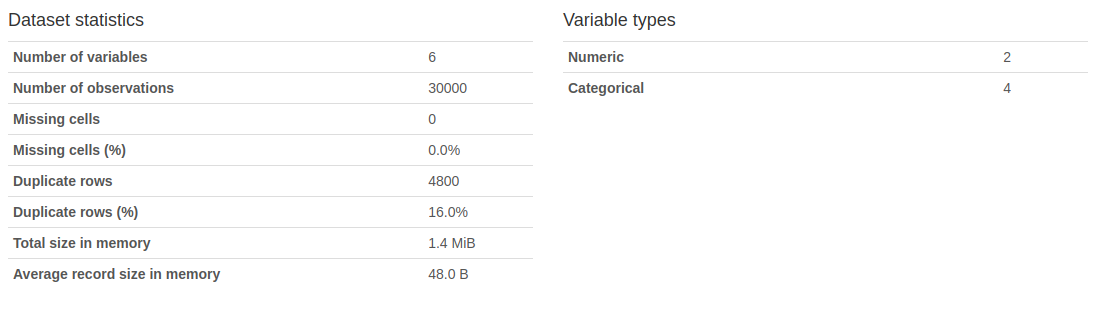 Dataset statistics
Number of variables 6
Number of observations 30000
Missing cells 0
Missing cells (%) 0.0%
Duplicate rows 4800
Duplicate rows (%) 16.0%
Total size in memory 1.4 MiB
Average record size in memory 48.0 B
Variable types
Numeric 2
Categorical 4